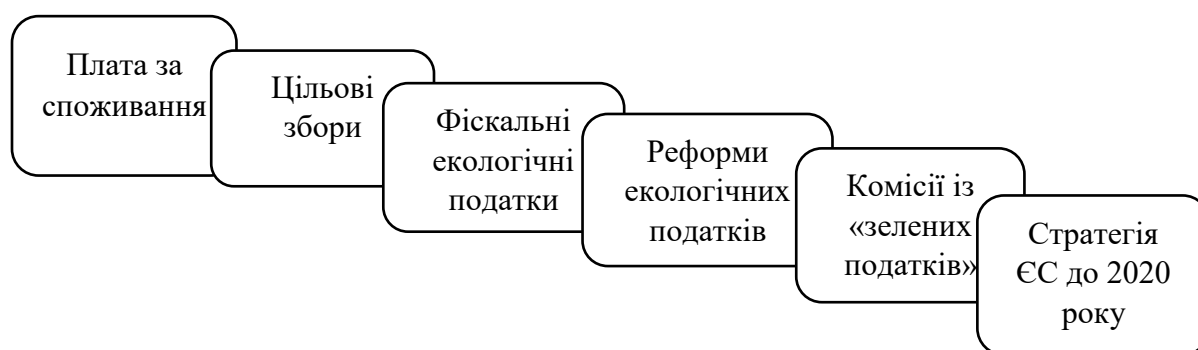 Плата за
споживання
Цільові
збори
Фіскальні
екологічні
податки
Реформи
екологічних
податків
Комісії із
«зелених
податків»
Стратегія
ЄС до 2020
року